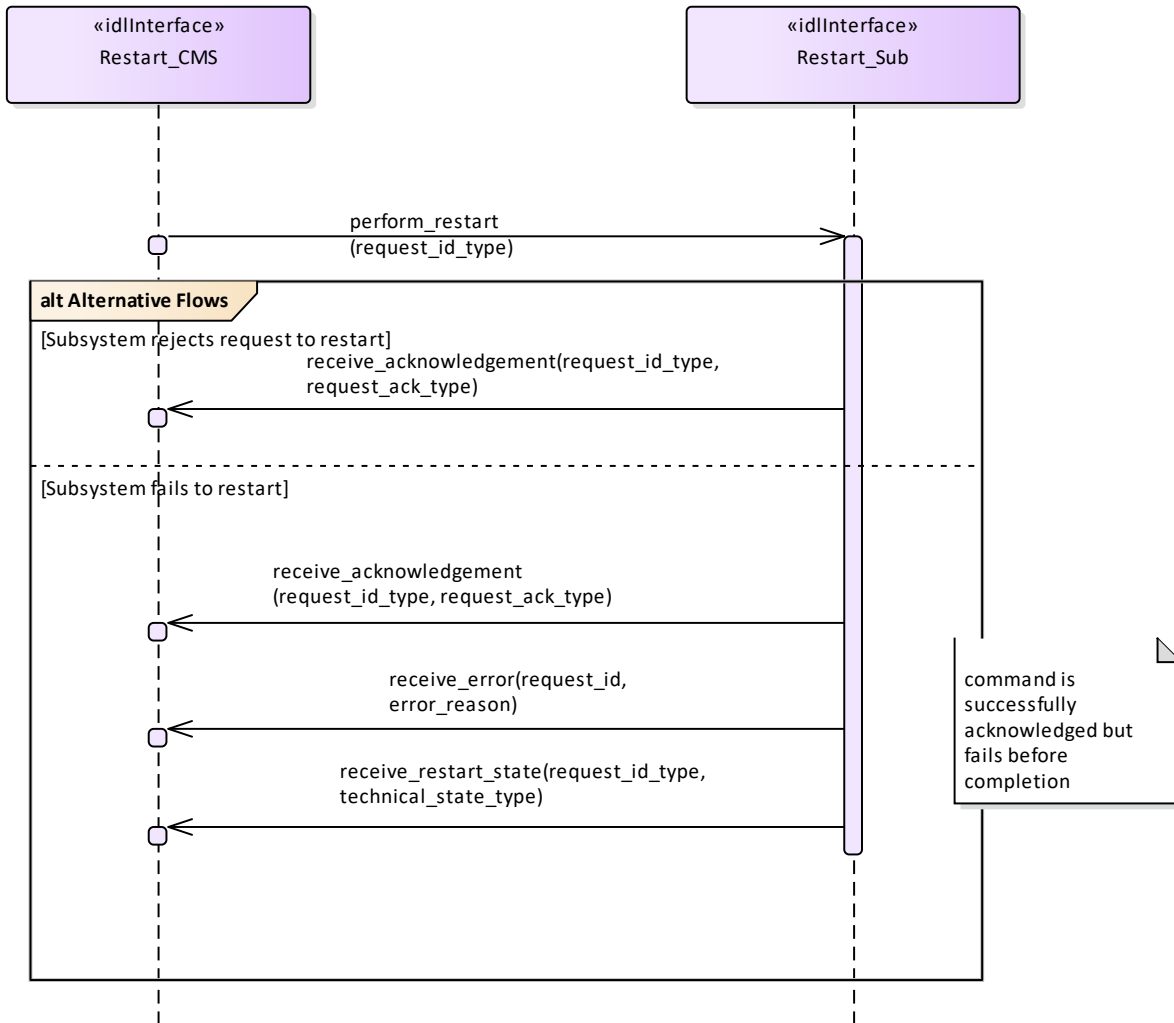 «idlInterface»
Restart_CMS
«idlInterface»
Restart_Sub
perform_restart
(request_id_type)
alt Alternative Flows
[Subsystem rejects request to restart]
receive_acknowledgement(request_id_type,
request_ack_type)
[Subsystem fails to restart]
receive_acknowledgement
(request_id_type, request_ack_type)
receive_error(request_id,
error_reason)
receive_restart_state(request_id_type,
technical_state_type)
command is
successfully
acknowledged but
fails before
completion